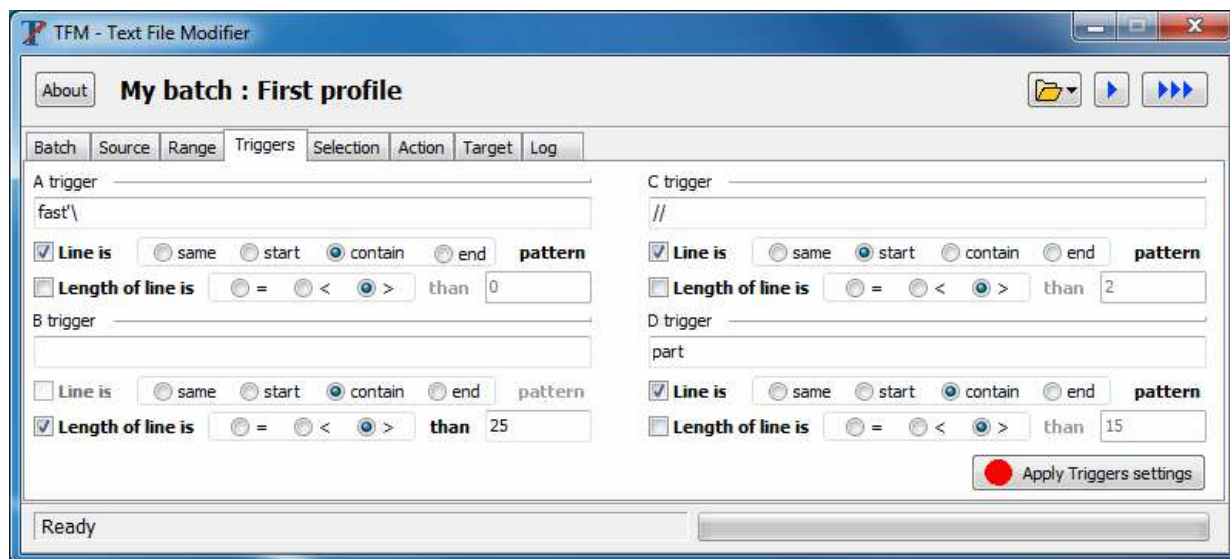 TFM - Text File Modifier
About My batch : First profile
Batch Source Range Triggers Selection Action Target Log
A trigger
fast'\
Line is same start contain end pattern
Length of line is = < > than 0
B trigger
Line is same start contain end pattern
Length of line is = < > than 25
C trigger
//
Line is same start contain end pattern
Length of line is = < > than 2
D trigger
part
Line is same start contain end pattern
Length of line is = < > than 15
Apply Triggers settings
Ready